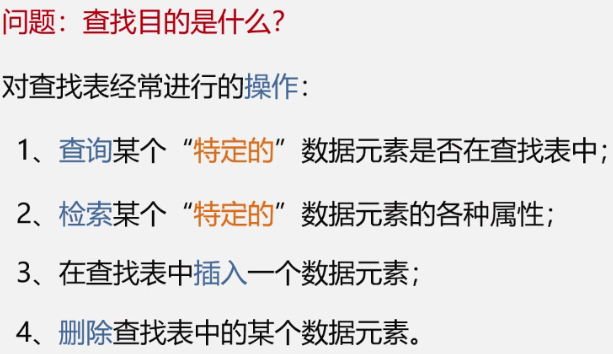 问题：查找目的是什么?
对查找表经常进行的操作：
1、查询某个“特定的”数据元素是否在查找表中；
2、检索某个“特定的”数据元素的各种属性；
3、在查找表中插入一个数据元素；
4、删除查找表中的某个数据元素。